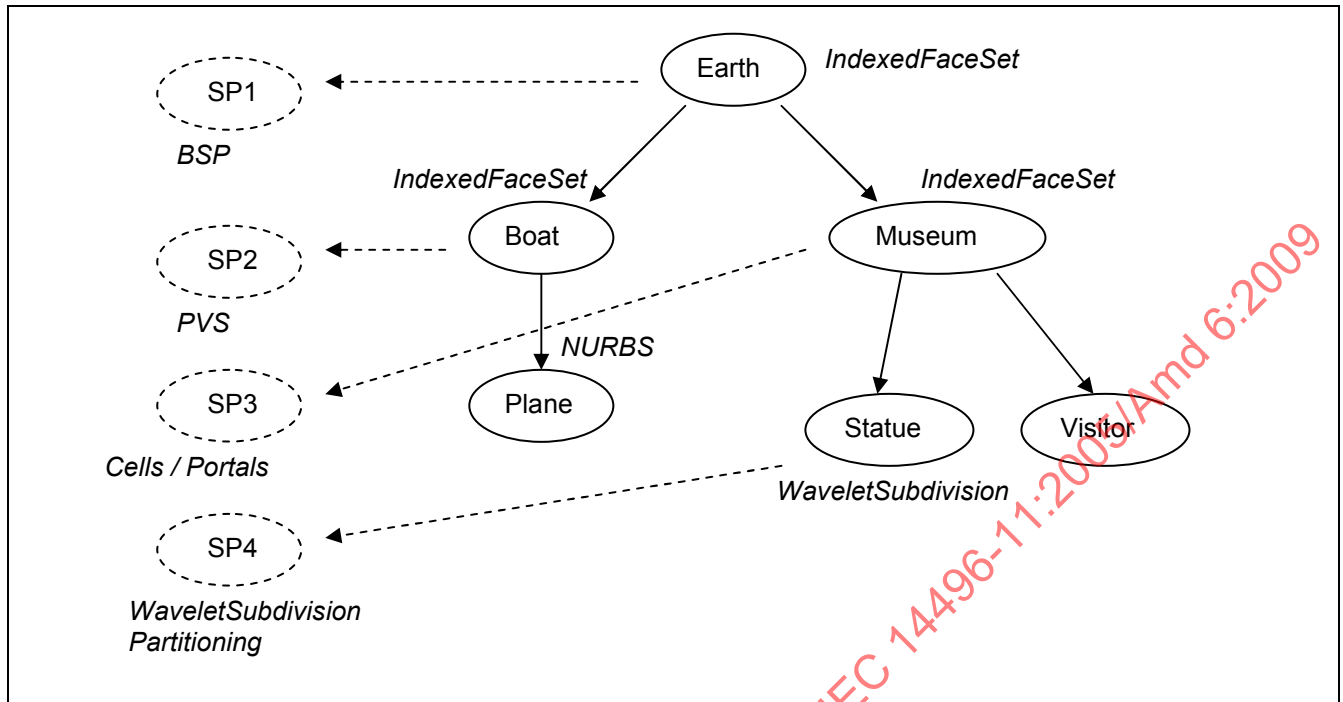 Earth
IndexedFaceSet
SP1
BSP
IndexedFaceSet
IndexedFaceSet
Boat
Museum
SP2
PVS
NURBS
SP3
Plane
Statue
Visitor
Cells / Portals
WaveletSubdivision
SP4
WaveletSubdivision
Partitioning
IEC 14496-11:2005/Amd 6:2009